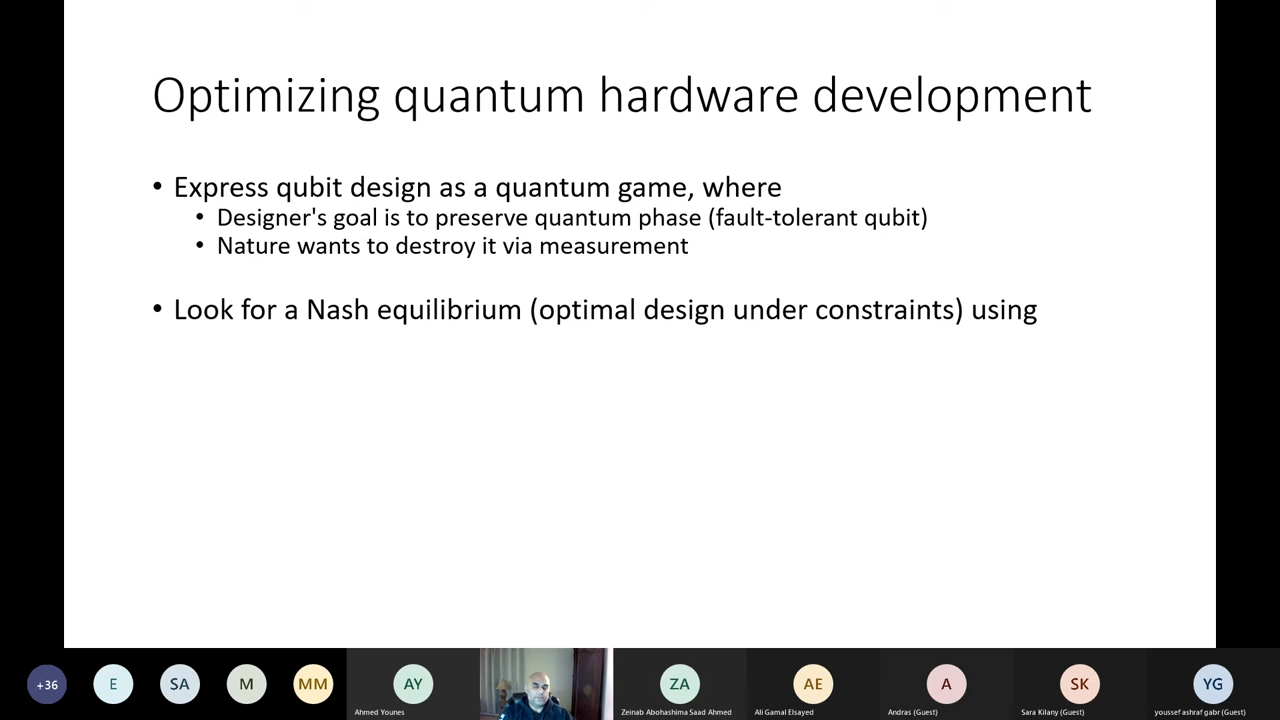 Optimizing quantum hardware development
• Express qubit design as a quantum game, where
• Designer's goal is to preserve quantum phase (fault-tolerant qubit)
• Nature wants to destroy it via measurement
• Look for a Nash equilibrium (optimal design under constraints) using
+36
E
SA
M
MM
AY
ZA
AE
A
SK
YG
Ahmed Younes
Zeinab Abohashima Saad Ahmed
Ali Gamal Elsayed
Andras (Guest)
Sara Kilany (Guest)
youssef ashraf gabr (Guest)